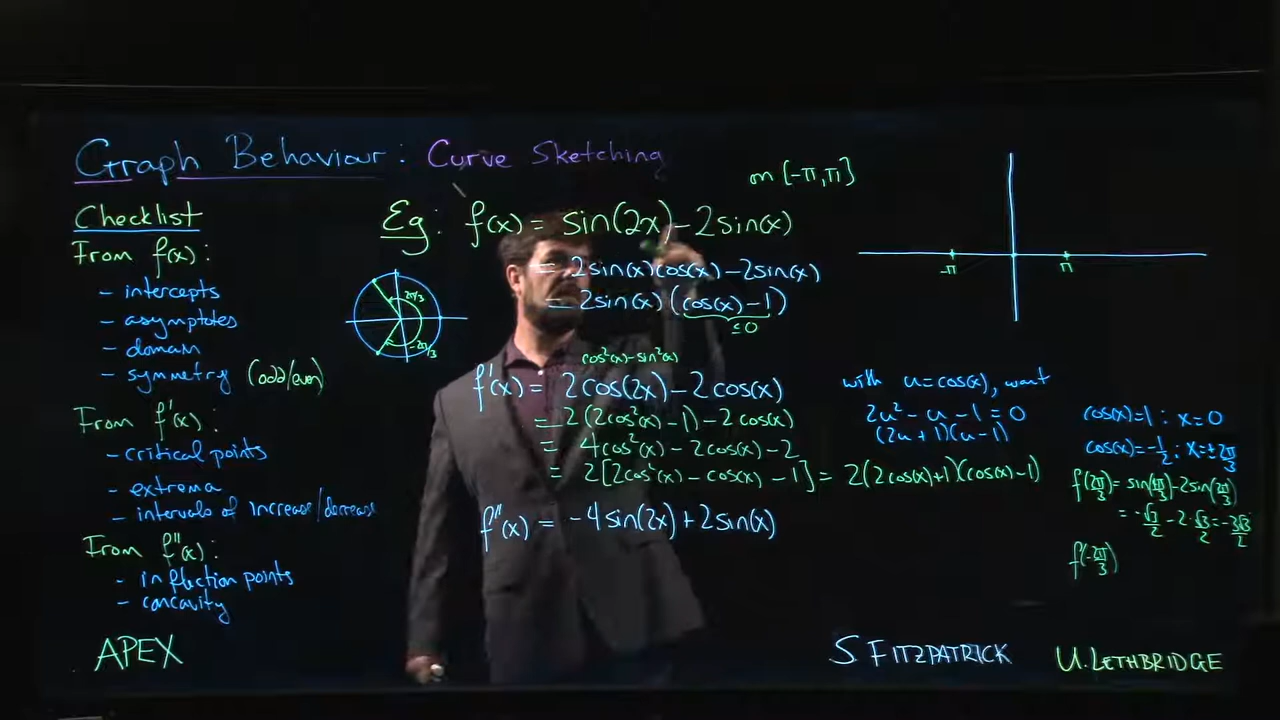 Graph Behaviour: Curve Sketching
on [-π,π]
Checklist
From f(x):
- intercepts
- asymptotes
- domain
- symmetry (odd/even)
From f'(x):
- critical points
- extrema
- intervals of increase/decrease
From f"(x):
- inflection points
- concavity
APEX
Eg: f(x) = sin(2x) - 2sin(x)
= 2sin(x)cos(x) - 2sin(x)
= 2sin(x)(cos(x) - 1)
≤0
2π/3
-2π/3
cos²(x) - sin²(x)
f'(x) = 2cos(2x) - 2cos(x)
= 2(2cos²(x) - 1) - 2cos(x)
= 4cos²(x) - 2cos(x) - 2
= 2[2cos²(x) - cos(x) - 1] = 2(2cos(x)+1)(cos(x)-1)
f"(x) = -4sin(2x) + 2sin(x)
-π π
with u=cos(x), want
2u² - u - 1 = 0
(2u+1)(u-1)
cos(x)=1: x=0
cos(x)=-1/2: x=±2π/3
f(2π/3) = sin(4π/3) - 2sin(2π/3)
= -√3/2 - 2·√3/2 = -3√3/2
f(-2π/3)
S. FITZPATRICK
U. LETHBRIDGE